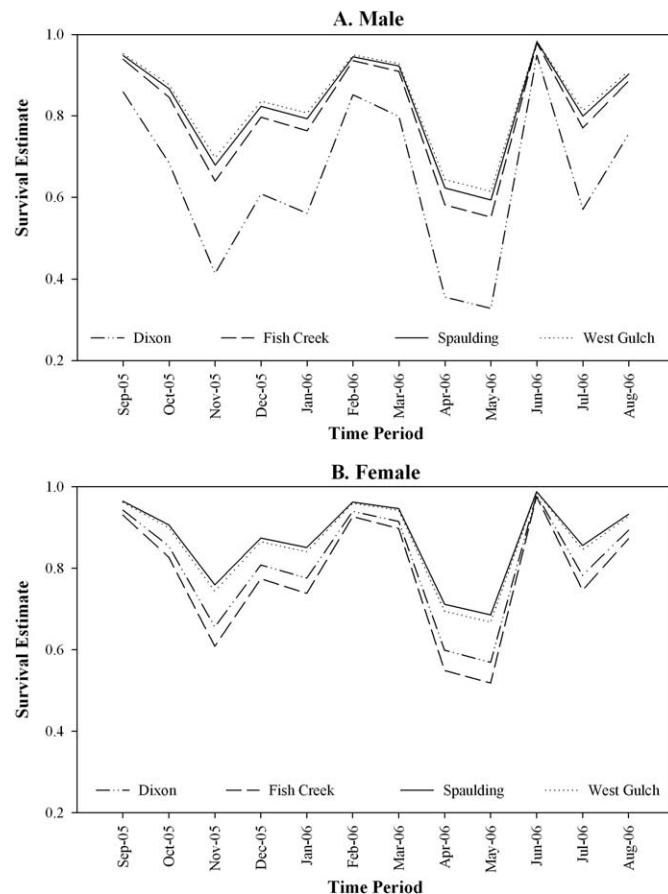 A. Male
Survival Estimate
1.0
0.8
0.6
0.4
0.2
Dixon Fish Creek Spaulding West Gulch
Sep-05
Oct-05
Nov-05
Dec-05
Jan-06
Feb-06
Mar-06
Apr-06
May-06
Jun-06
Jul-06
Aug-06
Time Period
B. Female
Survival Estimate
1.0
0.8
0.6
0.4
0.2
Dixon Fish Creek Spaulding West Gulch
Sep-05
Oct-05
Nov-05
Dec-05
Jan-06
Feb-06
Mar-06
Apr-06
May-06
Jun-06
Jul-06
Aug-06
Time Period